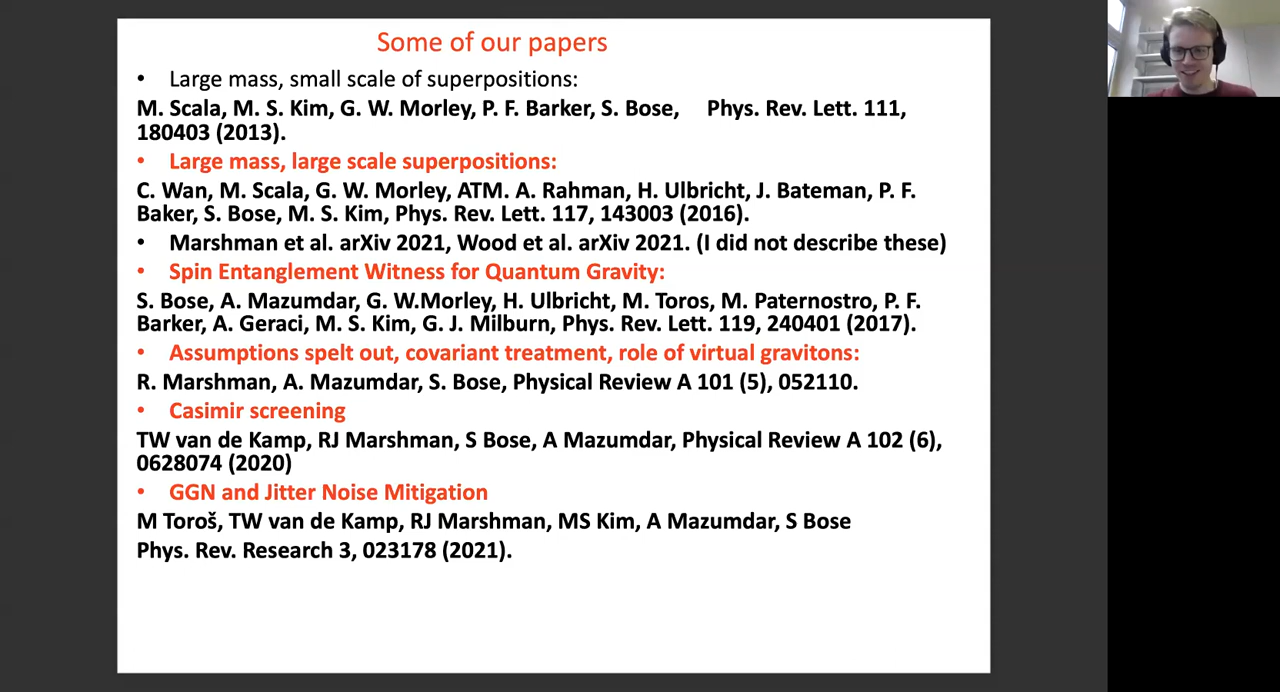 Some of our papers
• Large mass, small scale of superpositions:
M. Scala, M. S. Kim, G. W. Morley, P. F. Barker, S. Bose, Phys. Rev. Lett. 111,
180403 (2013).
• Large mass, large scale superpositions:
C. Wan, M. Scala, G. W. Morley, ATM. A. Rahman, H. Ulbricht, J. Bateman, P. F.
Baker, S. Bose, M. S. Kim, Phys. Rev. Lett. 117, 143003 (2016).
• Marshman et al. arXiv 2021, Wood et al. arXiv 2021. (I did not describe these)
• Spin Entanglement Witness for Quantum Gravity:
S. Bose, A. Mazumdar, G. W.Morley, H. Ulbricht, M. Toros, M. Paternostro, P. F.
Barker, A. Geraci, M. S. Kim, G. J. Milburn, Phys. Rev. Lett. 119, 240401 (2017).
• Assumptions spelt out, covariant treatment, role of virtual gravitons:
R. Marshman, A. Mazumdar, S. Bose, Physical Review A 101 (5), 052110.
• Casimir screening
TW van de Kamp, RJ Marshman, S Bose, A Mazumdar, Physical Review A 102 (6),
0628074 (2020)
• GGN and Jitter Noise Mitigation
M Toroš, TW van de Kamp, RJ Marshman, MS Kim, A Mazumdar, S Bose
Phys. Rev. Research 3, 023178 (2021).